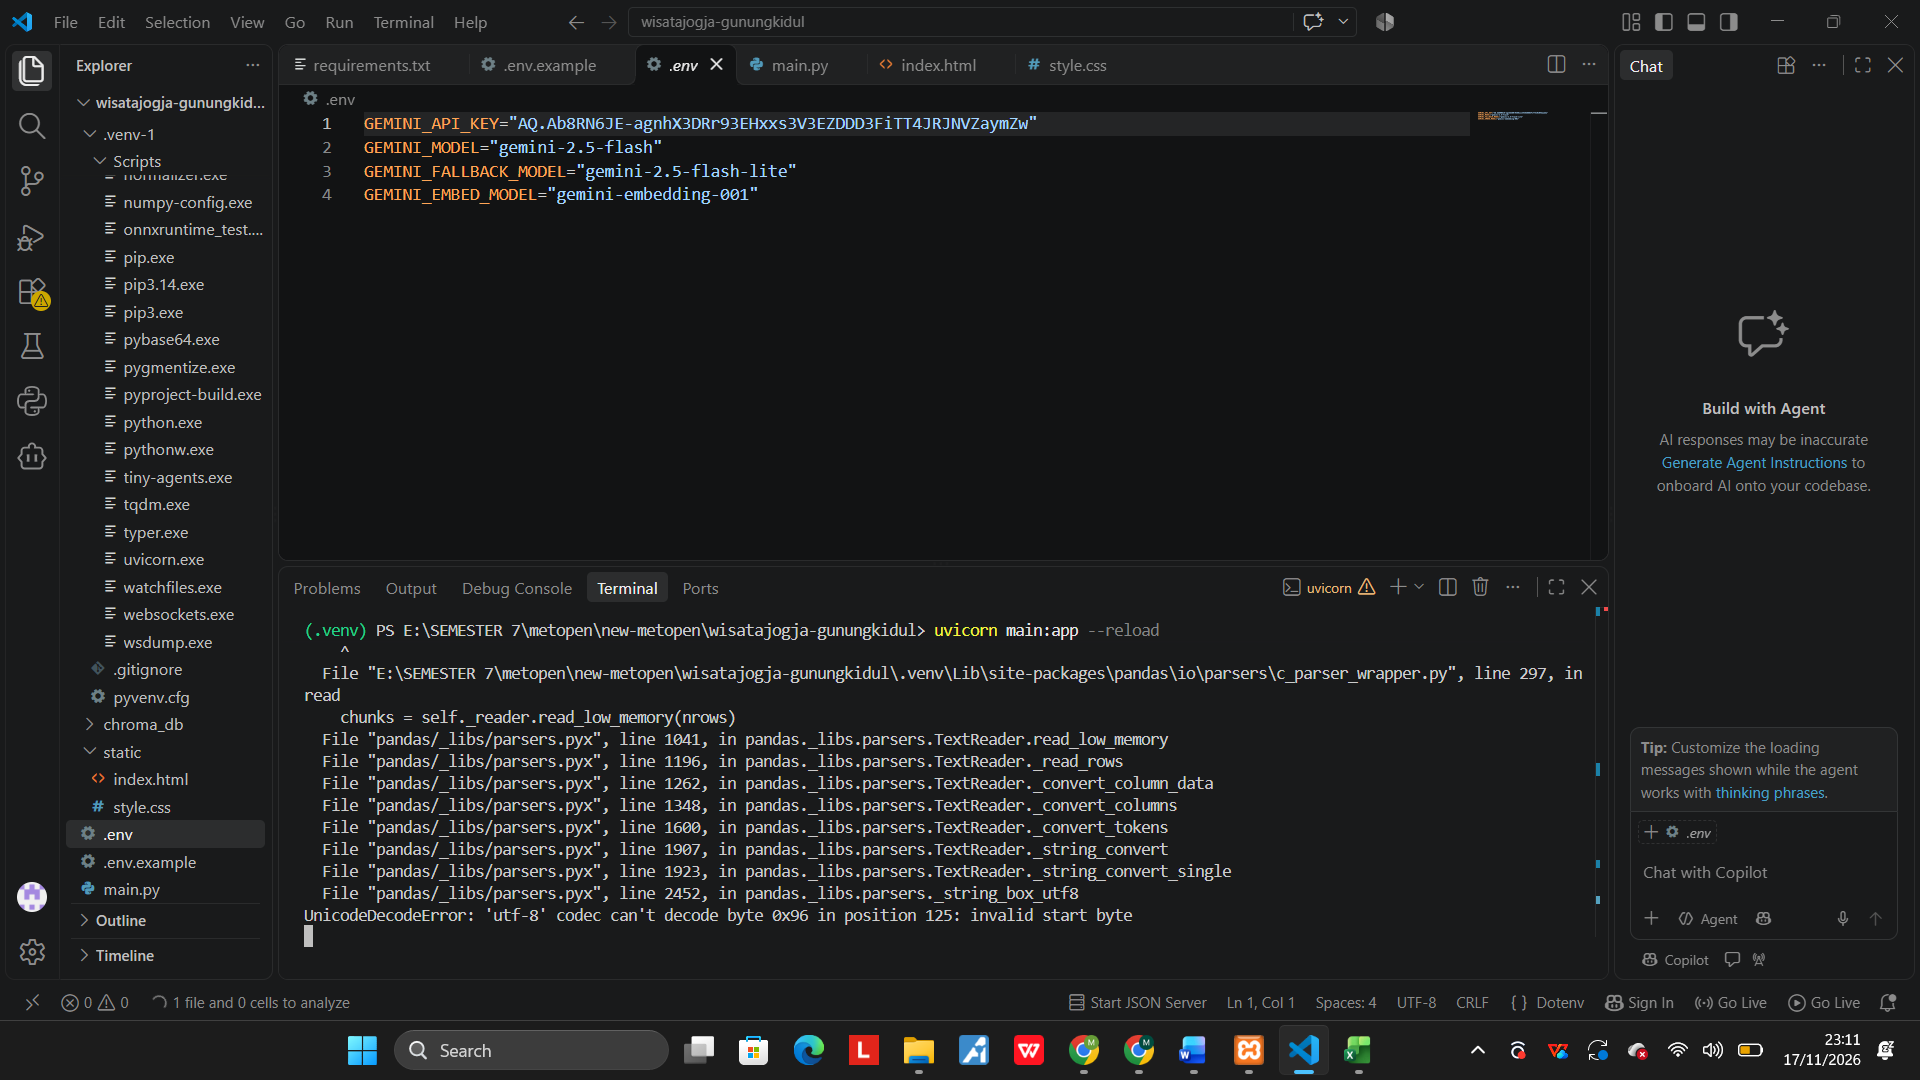 File Edit Selection View Go Run Terminal Help
wisatajogja-gunungkidul
Explorer
wisatajogja-gunungkid...
.venv-1
Scripts
normalizer.exe
numpy-config.exe
onnxruntime_test....
pip.exe
pip3.14.exe
pip3.exe
pybase64.exe
pygmentize.exe
pyproject-build.exe
python.exe
pythonw.exe
tiny-agents.exe
tqdm.exe
typer.exe
uvicorn.exe
watchfiles.exe
websockets.exe
wsdump.exe
.gitignore
pyvenv.cfg
chroma_db
static
index.html
style.css
.env
.env.example
main.py
Outline
Timeline
requirements.txt .env.example .env main.py index.html style.css
.env
1 GEMINI_API_KEY="AQ.Ab8RN6JE-agnhX3DRr93EHxxs3V3EZDDD3FiTT4JRJNVZaymZw"
2 GEMINI_MODEL="gemini-2.5-flash"
3 GEMINI_FALLBACK_MODEL="gemini-2.5-flash-lite"
4 GEMINI_EMBED_MODEL="gemini-embedding-001"
Problems Output Debug Console Terminal Ports
uvicorn
(.venv) PS E:\SEMESTER 7\metopen\new-metopen\wisatajogja-gunungkidul> uvicorn main:app --reload
^
File "E:\SEMESTER 7\metopen\new-metopen\wisatajogja-gunungkidul\.venv\Lib\site-packages\pandas\io\parsers\c_parser_wrapper.py", line 297, in
read
chunks = self._reader.read_low_memory(nrows)
File "pandas/_libs/parsers.pyx", line 1041, in pandas._libs.parsers.TextReader.read_low_memory
File "pandas/_libs/parsers.pyx", line 1196, in pandas._libs.parsers.TextReader._read_rows
File "pandas/_libs/parsers.pyx", line 1262, in pandas._libs.parsers.TextReader._convert_column_data
File "pandas/_libs/parsers.pyx", line 1348, in pandas._libs.parsers.TextReader._convert_columns
File "pandas/_libs/parsers.pyx", line 1600, in pandas._libs.parsers.TextReader._convert_tokens
File "pandas/_libs/parsers.pyx", line 1907, in pandas._libs.parsers.TextReader._string_convert
File "pandas/_libs/parsers.pyx", line 1923, in pandas._libs.parsers.TextReader._string_convert_single
File "pandas/_libs/parsers.pyx", line 2452, in pandas._libs.parsers._string_box_utf8
UnicodeDecodeError: 'utf-8' codec can't decode byte 0x96 in position 125: invalid start byte
Chat
Build with Agent
AI responses may be inaccurate
Generate Agent Instructions to
onboard AI onto your codebase.
Tip: Customize the loading
messages shown while the agent
works with thinking phrases.
.env
Chat with Copilot
Agent
Copilot
0 0 1 file and 0 cells to analyze
Start JSON Server Ln 1, Col 1 Spaces: 4 UTF-8 CRLF { } Dotenv Sign In Go Live Go Live
Search
23:11
17/11/2026